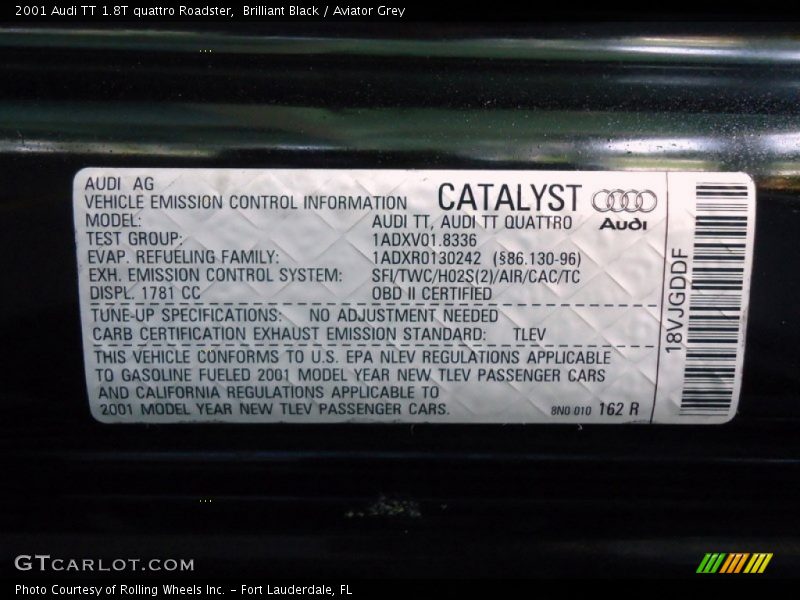 2001 Audi TT 1.8T quattro Roadster, Brilliant Black / Aviator Grey
AUDI AG
VEHICLE EMISSION CONTROL INFORMATION
CATALYST
Audi
MODEL: AUDI TT, AUDI TT QUATTRO
TEST GROUP: 1ADXV01.8336
EVAP. REFUELING FAMILY: 1ADXR0130242 (§86.130-96)
EXH. EMISSION CONTROL SYSTEM: SFI/TWC/HO2S(2)/AIR/CAC/TC
DISPL. 1781 CC OBD II CERTIFIED
TUNE-UP SPECIFICATIONS: NO ADJUSTMENT NEEDED
CARB CERTIFICATION EXHAUST EMISSION STANDARD: TLEV
THIS VEHICLE CONFORMS TO U.S. EPA NLEV REGULATIONS APPLICABLE
TO GASOLINE FUELED 2001 MODEL YEAR NEW TLEV PASSENGER CARS
AND CALIFORNIA REGULATIONS APPLICABLE TO
2001 MODEL YEAR NEW TLEV PASSENGER CARS.
8N0 010 162 R
18VJGDDF
GTCARLOT.COM
Photo Courtesy of Rolling Wheels Inc. - Fort Lauderdale, FL